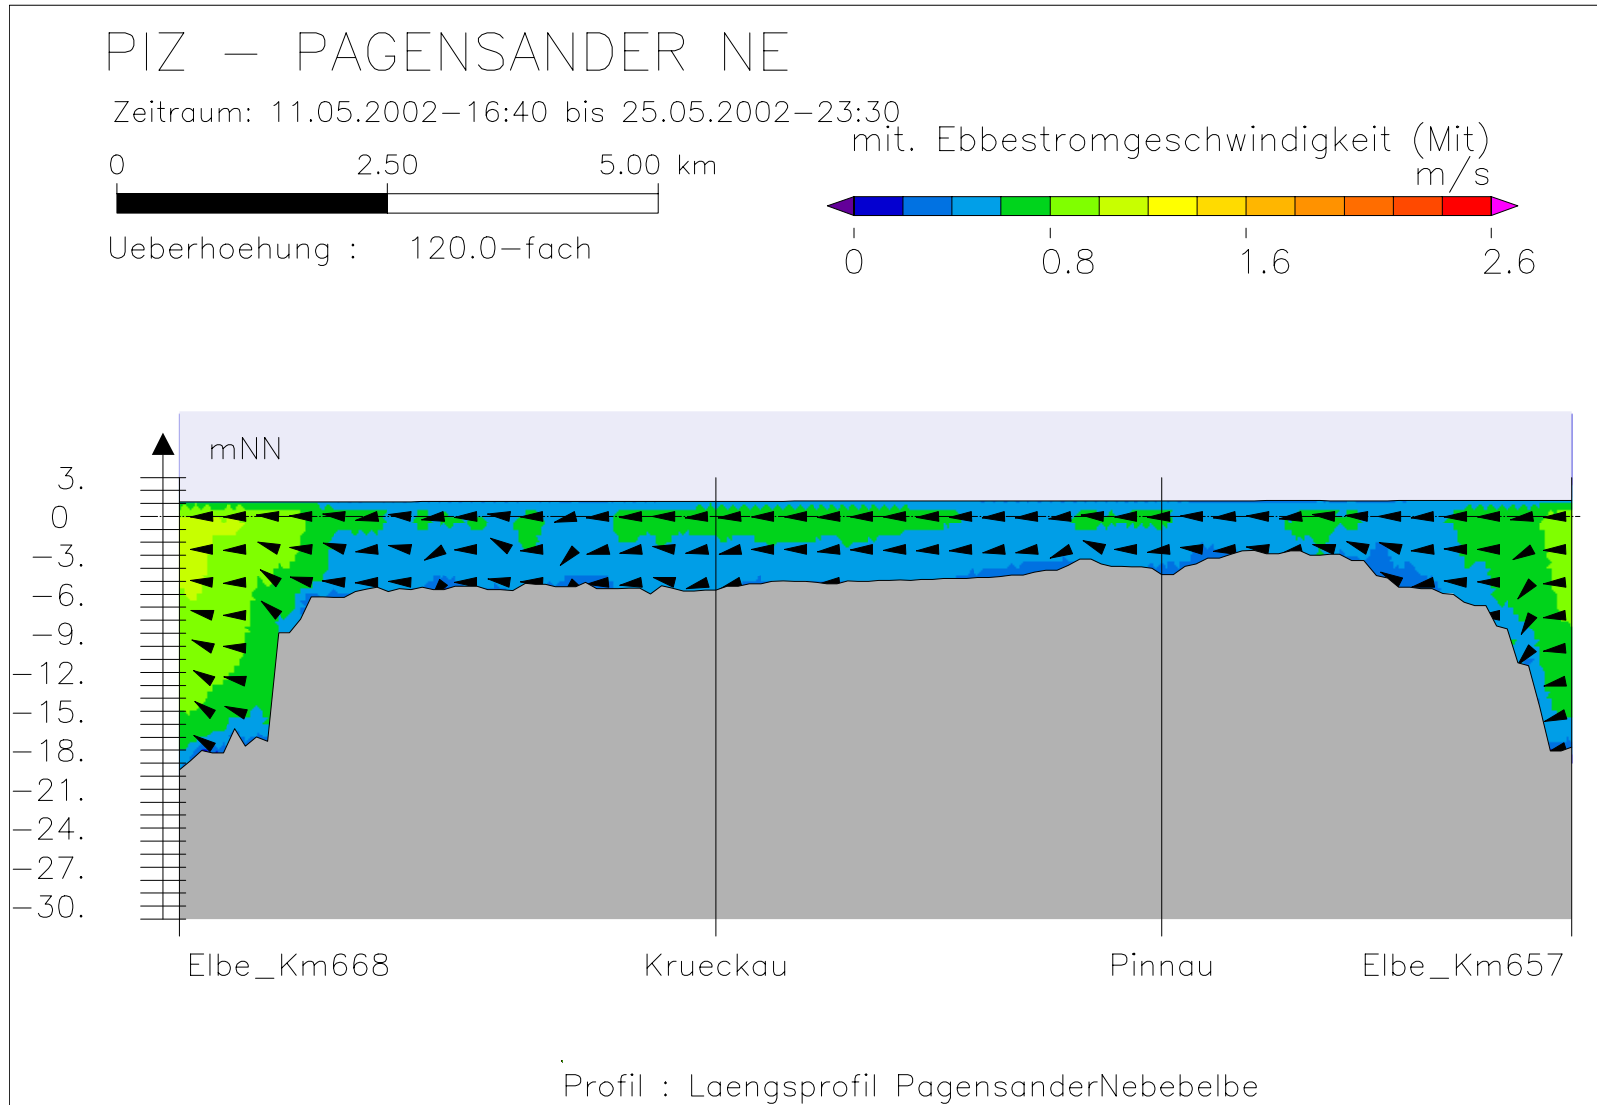 PIZ – PAGENSANDER NE
Zeitraum: 11.05.2002–16:40 bis 25.05.2002–23:30
mit. Ebbestromgeschwindigkeit (Mit)
m/s
0 2.50 5.00 km
Ueberhoehung : 120.0–fach
0 0.8 1.6 2.6
mNN
3.
0
–3.
–6.
–9.
–12.
–15.
–18.
–21.
–24.
–27.
–30.
Elbe_Km668 Krueckau Pinnau Elbe_Km657
Profil : Laengsprofil PagensanderNebebelbe